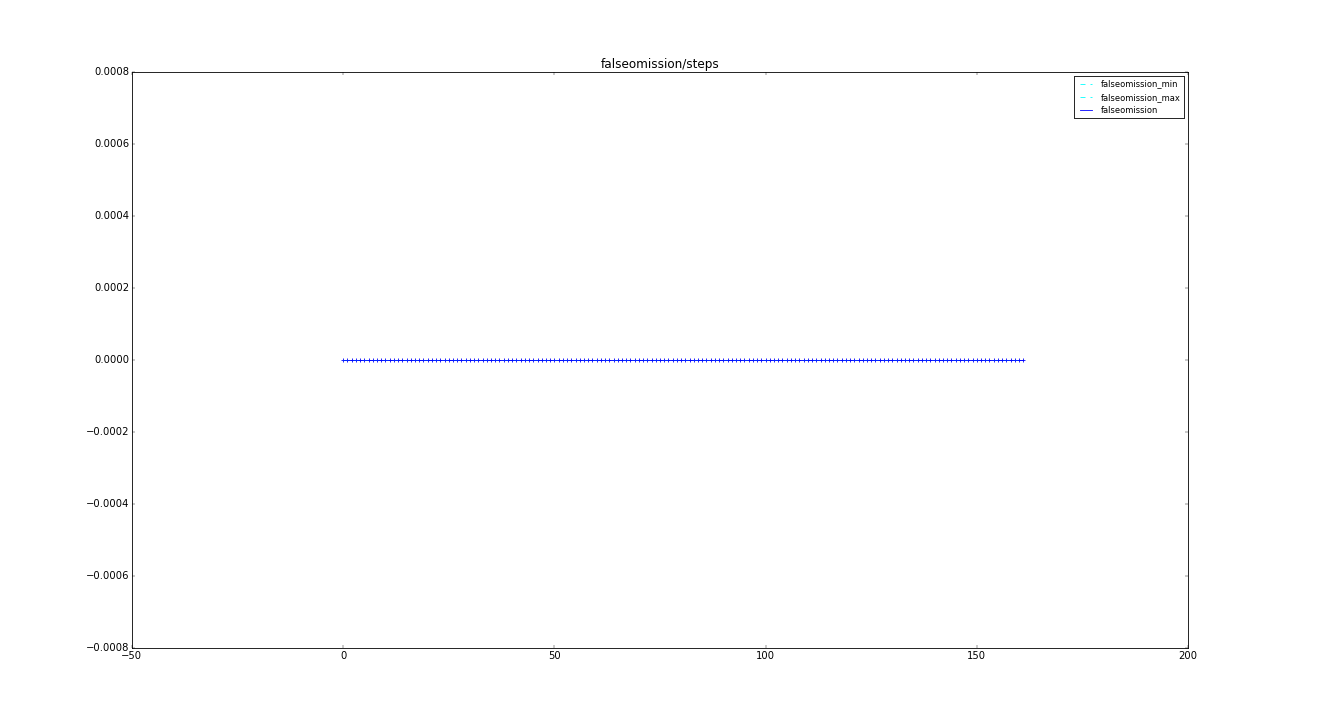 falseomission/steps
0.0008
falseomission_min
falseomission_max
falseomission
0.0006
0.0004
0.0002
0.0000
−0.0002
−0.0004
−0.0006
−0.0008
−50 0 50 100 150 200